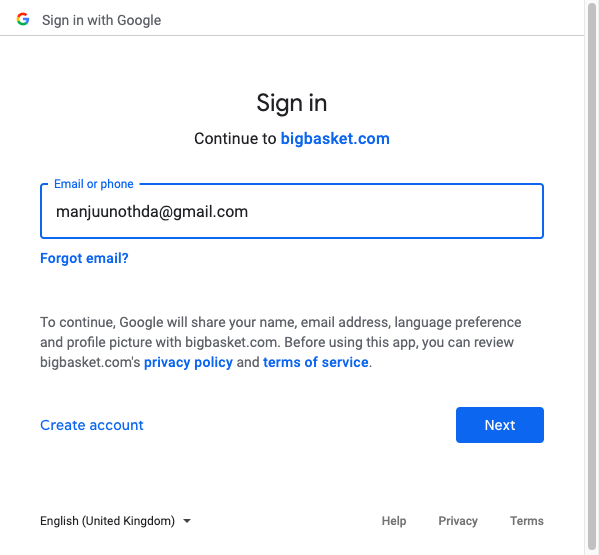 Sign in with Google
Sign in
Continue to bigbasket.com
Email or phone
manjuunothda@gmail.com
Forgot email?
To continue, Google will share your name, email address, language preference
and profile picture with bigbasket.com. Before using this app, you can review
bigbasket.com's privacy policy and terms of service.
Create account
Next
English (United Kingdom)
Help
Privacy
Terms